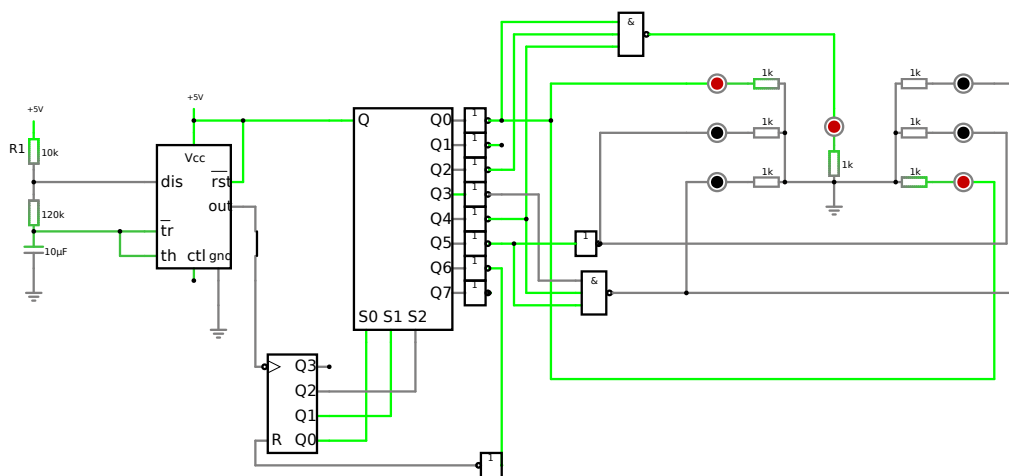 &
1k
1k
+5V
+5V
R1
10k
Vcc
dis
rst
120k
out
tr
10µF
th
ctl
gnd
Q
Q0
Q1
Q2
Q3
Q4
Q5
Q6
Q7
S0 S1 S2
1
1
1
1
1
1
1
1
1k
1k
1k
1k
1k
1
&
Q3
Q2
Q1
R
Q0
1